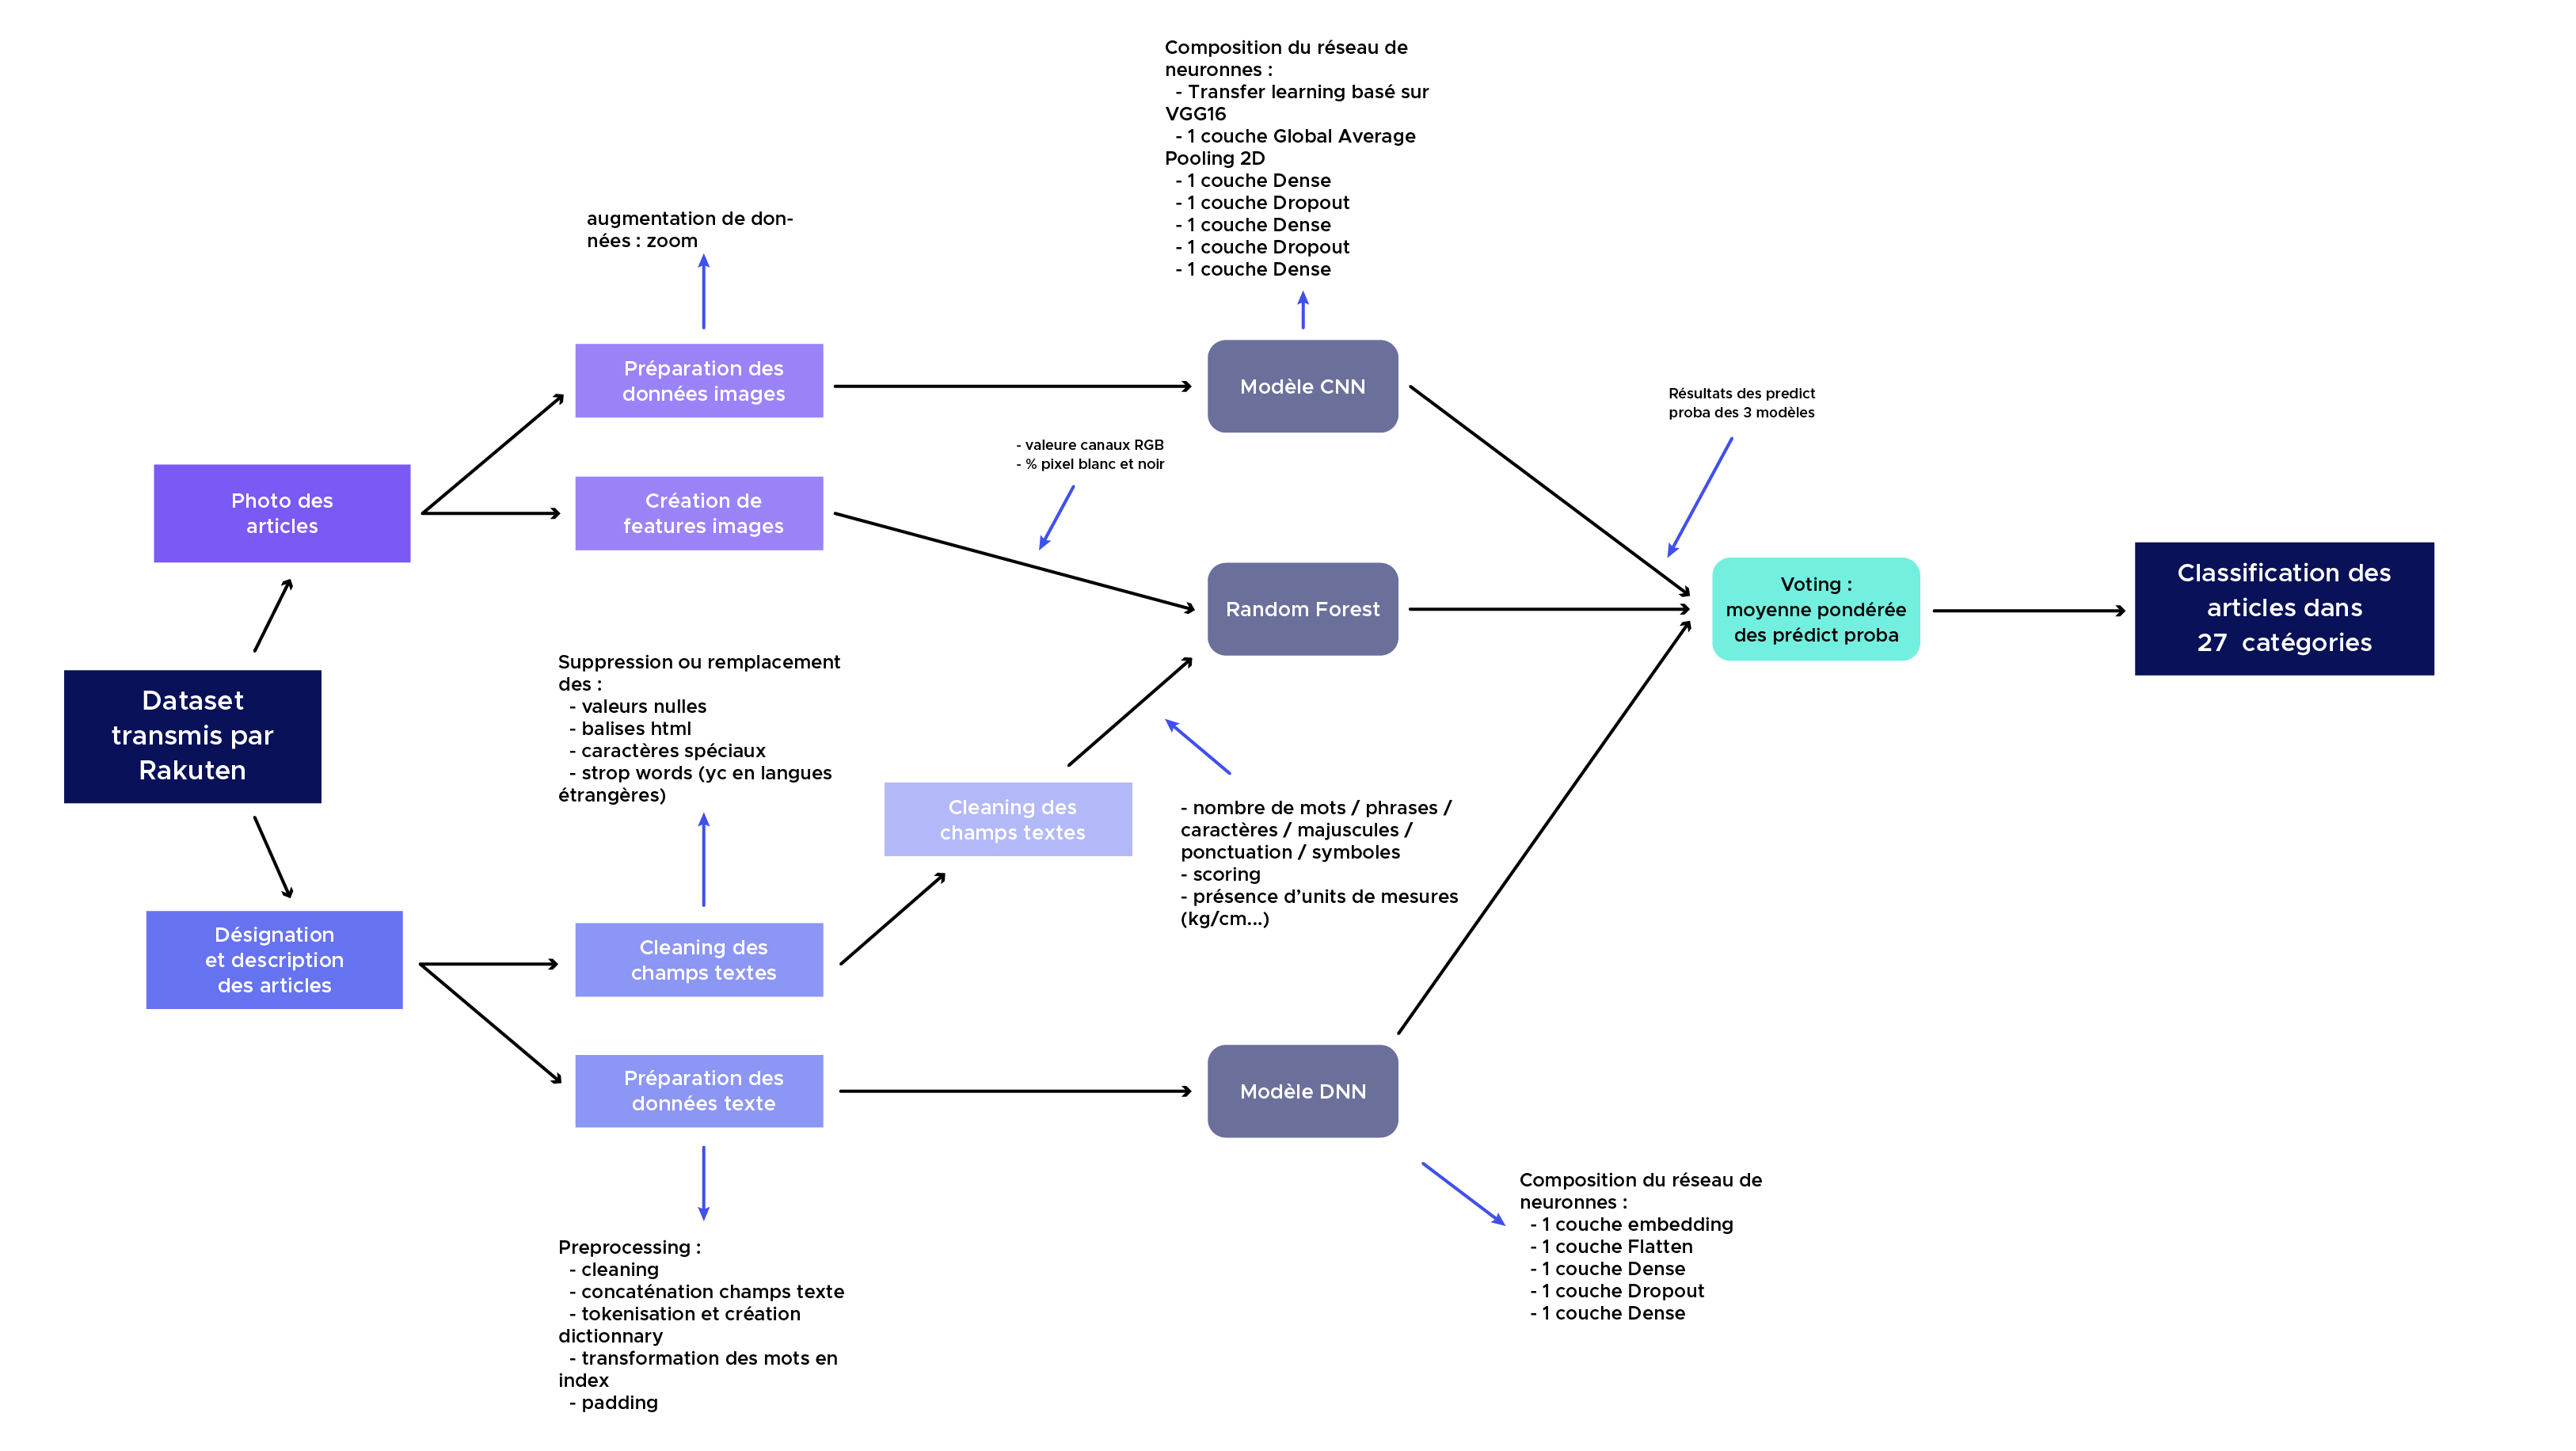 Composition du réseau de
neuronnes :
- Transfer learning basé sur
VGG16
- 1 couche Global Average
Pooling 2D
- 1 couche Dense
- 1 couche Dropout
- 1 couche Dense
- 1 couche Dropout
- 1 couche Dense
augmentation de don-
nées : zoom
Préparation des
données images
Modèle CNN
Résultats des predict
proba des 3 modèles
- valeure canaux RGB
- % pixel blanc et noir
Photo des
articles
Création de
features images
Random Forest
Voting :
moyenne pondérée
des prédict proba
Classification des
articles dans
27 catégories
Dataset
transmis par
Rakuten
Suppression ou remplacement
des :
- valeurs nulles
- balises html
- caractères spéciaux
- strop words (yc en langues
étrangères)
Cleaning des
champs textes
- nombre de mots / phrases /
caractères / majuscules /
ponctuation / symboles
- scoring
- présence d’units de mesures
(kg/cm...)
Désignation
et description
des articles
Cleaning des
champs textes
Préparation des
données texte
Modèle DNN
Composition du réseau de
neuronnes :
- 1 couche embedding
- 1 couche Flatten
- 1 couche Dense
- 1 couche Dropout
- 1 couche Dense
Preprocessing :
- cleaning
- concaténation champs texte
- tokenisation et création
dictionnary
- transformation des mots en
index
- padding